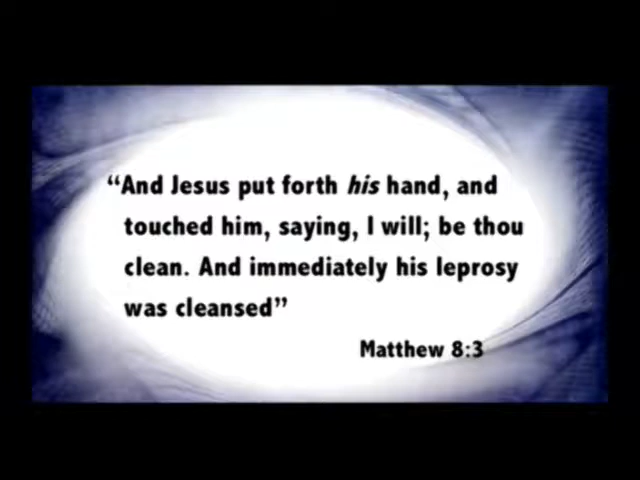 “And Jesus put forth his hand, and
touched him, saying, I will; be thou
clean. And immediately his leprosy
was cleansed”
Matthew 8:3